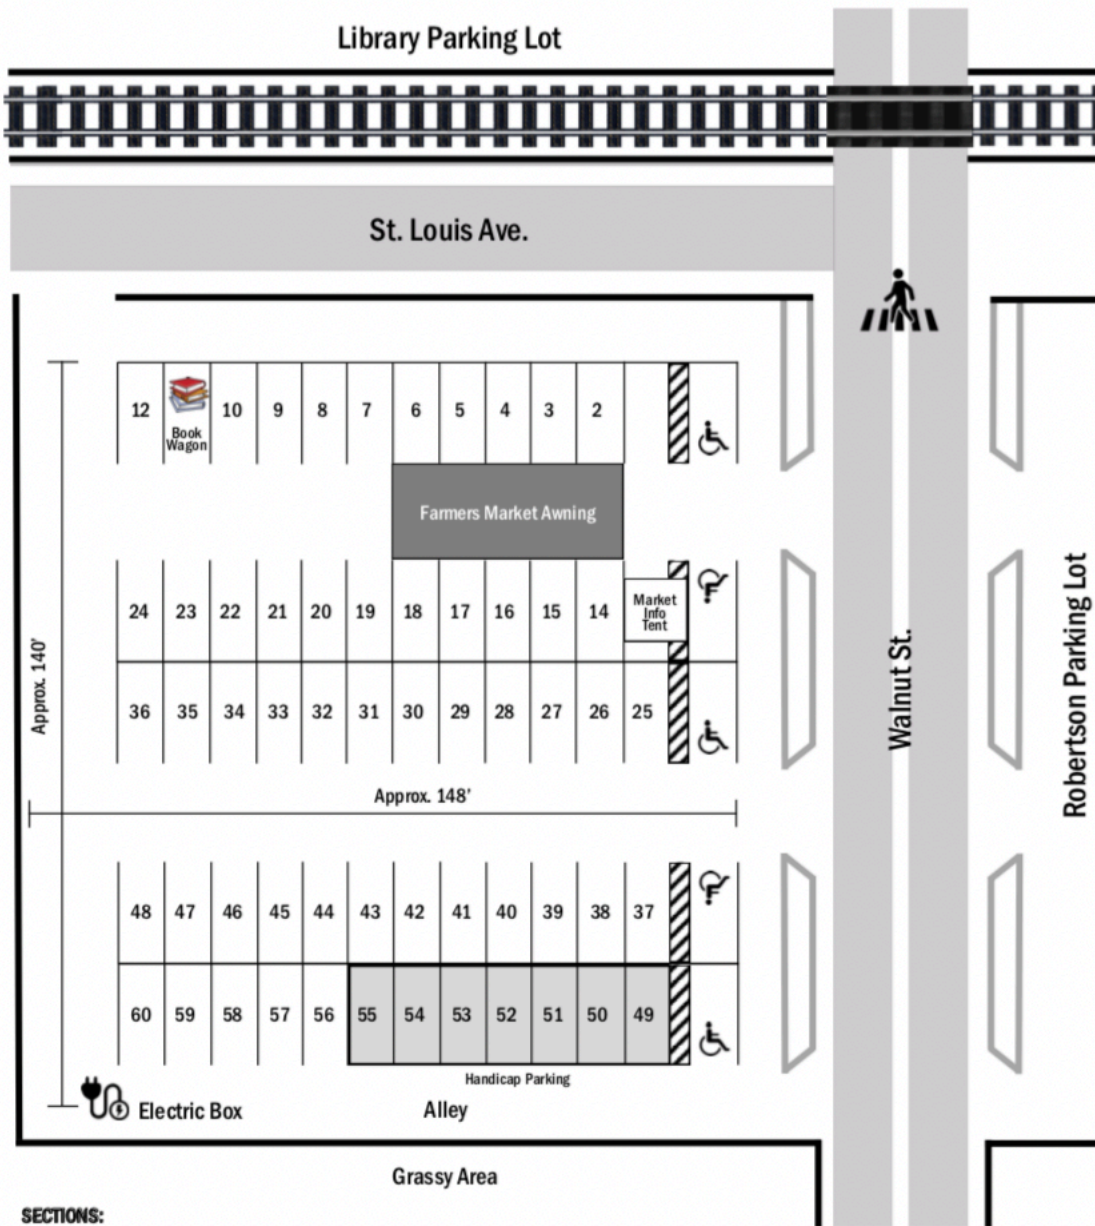 Library Parking Lot
St. Louis Ave.
12 Book 10 9 8 7 6 5 4 3 2
Wagon
Farmers Market Awning
24 23 22 21 20 19 18 17 16 15 14 Market
Info
Tent
36 35 34 33 32 31 30 29 28 27 26 25
Approx. 140’
Approx. 148’
48 47 46 45 44 43 42 41 40 39 38 37
60 59 58 57 56 55 54 53 52 51 50 49
Handicap Parking
Electric Box
Alley
Grassy Area
Walnut St.
Robertson Parking Lot
SECTIONS: